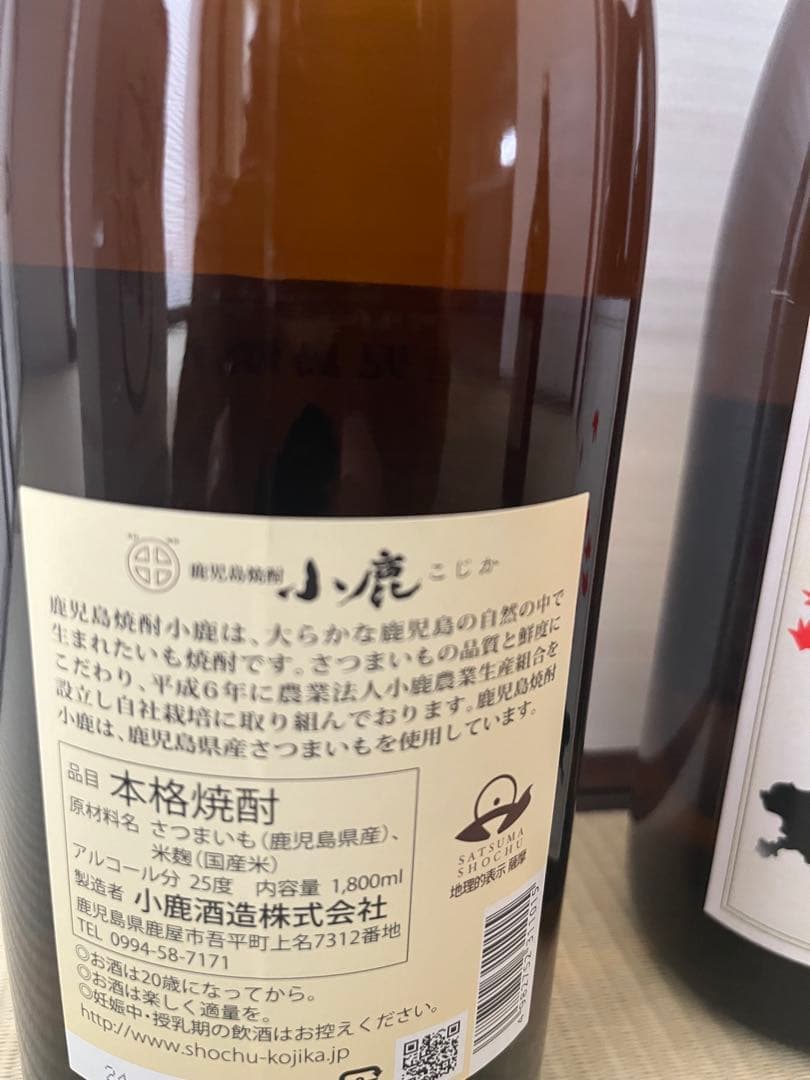 鹿児島焼酎 小鹿 こじか
鹿児島焼酎小鹿は、大らかな鹿児島の自然の中で
生まれたいも焼酎です。さつまいもの品質と鮮度に
こだわり、平成6年に農業法人小鹿農業生産組合を
設立し自社栽培に取り組んでおります。鹿児島焼酎
小鹿は、鹿児島県産さつまいもを使用しています。
品目 本格焼酎
原材料名 さつまいも(鹿児島県産)、
米麹(国産米)
アルコール分 25度 内容量 1,800ml
製造者 小鹿酒造株式会社
鹿児島県鹿屋市吾平町上名7312番地
TEL 0994-58-7171
SATSUMA
SHOCHU
地理的表示 薩摩
◎お酒は20歳になってから。
◎お酒は楽しく適量を。
◎妊娠中・授乳期の飲酒はお控えください。
http://www.shochu-kojika.jp